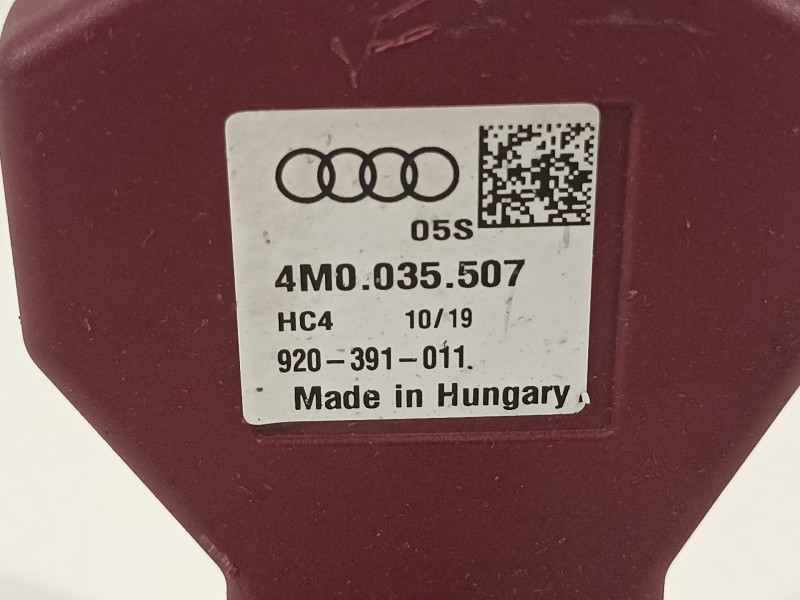 05S
4M0.035.507
HC4 10/19
920-391-011.
Made in Hungary